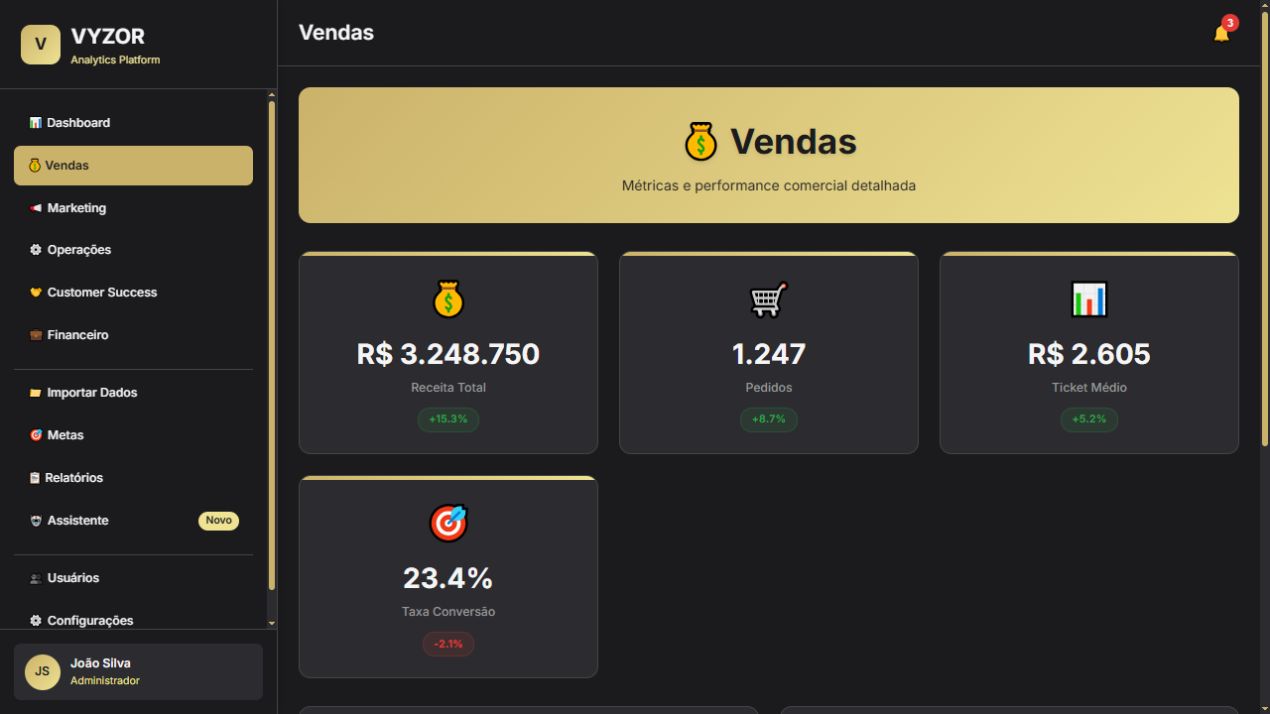 V
VYZOR
Analytics Platform
Dashboard
Vendas
Marketing
Operações
Customer Success
Financeiro
Importar Dados
Metas
Relatórios
Assistente
Novo
Usuários
Configurações
JS
João Silva
Administrador
Vendas
3
Vendas
Métricas e performance comercial detalhada
R$ 3.248.750
Receita Total
+15.3%
1.247
Pedidos
+8.7%
R$ 2.605
Ticket Médio
+5.2%
23.4%
Taxa Conversão
-2.1%